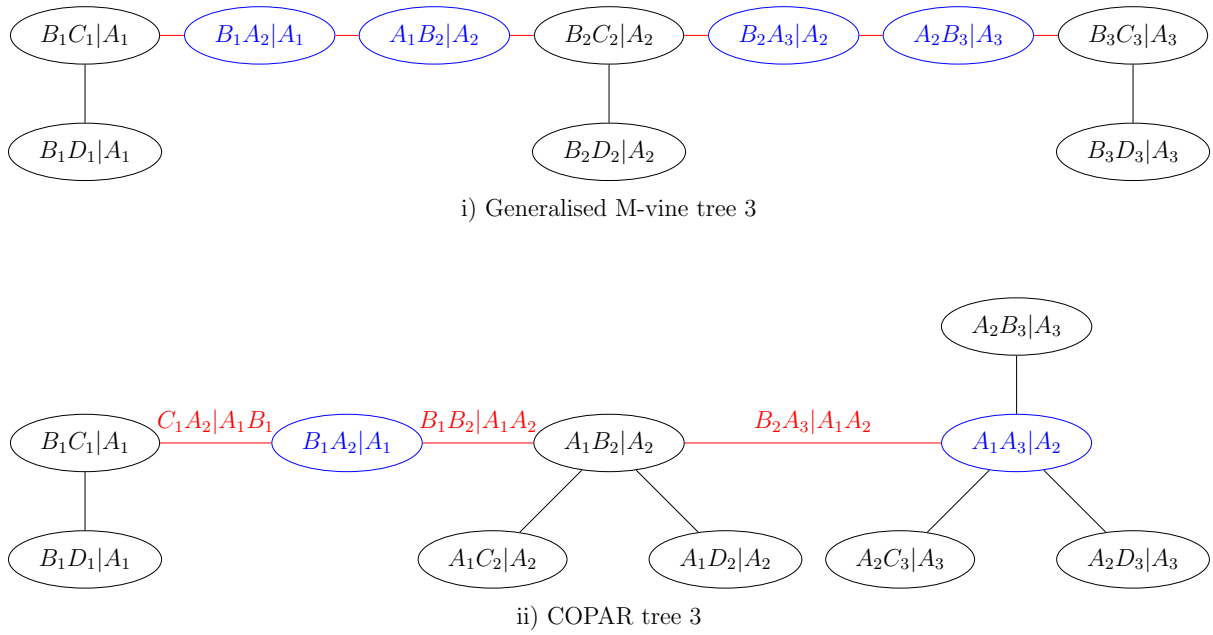 B₁C₁|A₁ B₁A₂|A₁ A₁B₂|A₂ B₂C₂|A₂ B₂A₃|A₂ A₂B₃|A₃ B₃C₃|A₃
B₁D₁|A₁ B₂D₂|A₂ B₃D₃|A₃
i) Generalised M-vine tree 3
A₂B₃|A₃
C₁A₂|A₁B₁ B₁B₂|A₁A₂ B₂A₃|A₁A₂
B₁C₁|A₁ B₁A₂|A₁ A₁B₂|A₂ A₁A₃|A₂
B₁D₁|A₁ A₁C₂|A₂ A₁D₂|A₂ A₂C₃|A₃ A₂D₃|A₃
ii) COPAR tree 3